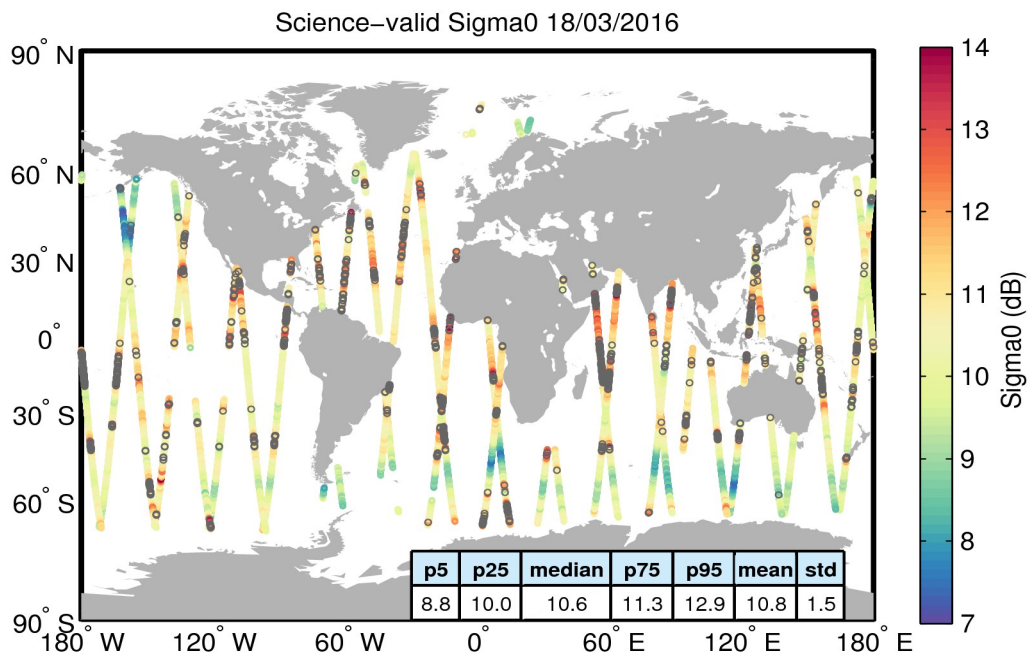 Science−valid Sigma0 18/03/2016
90° N
60° N
30° N
0°
30° S
60° S
90° S
180° W
120° W
60° W
0°
60° E
120° E
180° E
14
13
12
11
10
9
8
7
Sigma0 (dB)
p5 p25 median p75 p95 mean std
8.8 10.0 10.6 11.3 12.9 10.8 1.5